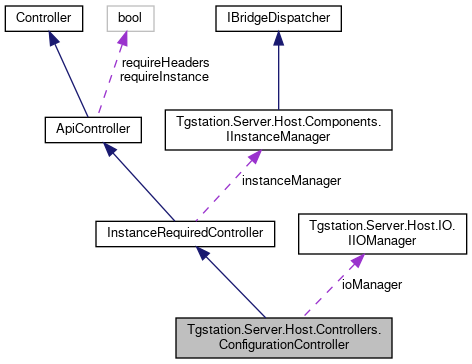 Controller
bool
IBridgeDispatcher
requireHeaders
requireInstance
ApiController
Tgstation.Server.Host.Components.
IInstanceManager
instanceManager
InstanceRequiredController
Tgstation.Server.Host.IO.
IIOManager
ioManager
Tgstation.Server.Host.Controllers.
ConfigurationController